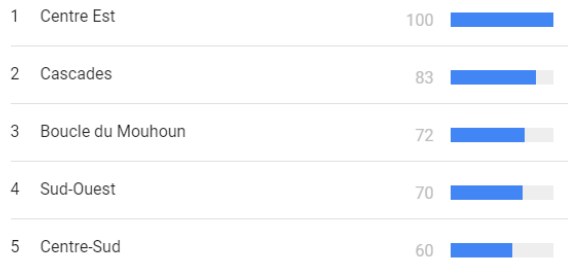 1 Centre Est 100
2 Cascades 83
3 Boucle du Mouhoun 72
4 Sud-Ouest 70
5 Centre-Sud 60